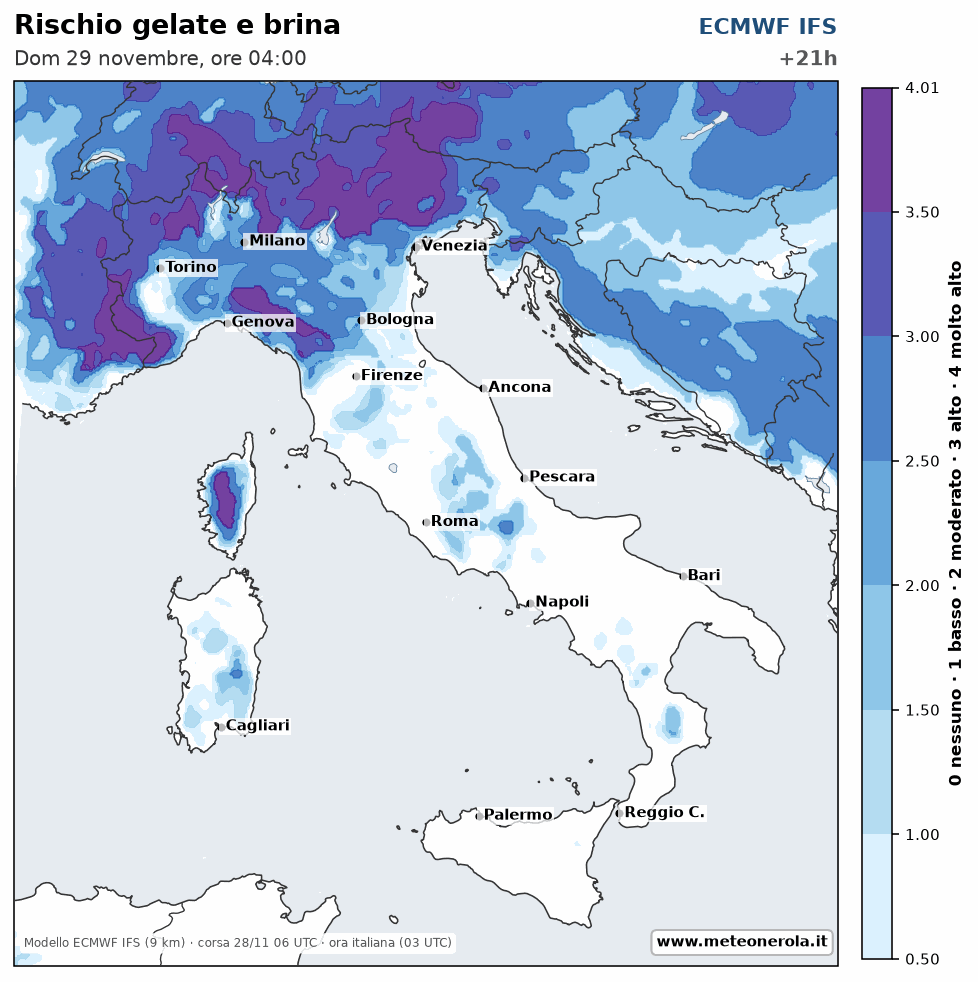 Rischio gelate e brina
ECMWF IFS
Dom 29 novembre, ore 04:00
+21h
4.01
3.50
3.00
2.50
2.00
1.50
1.00
0.50
0 nessuno · 1 basso · 2 moderato · 3 alto · 4 molto alto
Milano
Venezia
Torino
Genova
Bologna
Firenze
Ancona
Pescara
Roma
Bari
Napoli
Cagliari
Palermo
Reggio C.
Modello ECMWF IFS (9 km) · corsa 28/11 06 UTC · ora italiana (03 UTC)
www.meteonerola.it